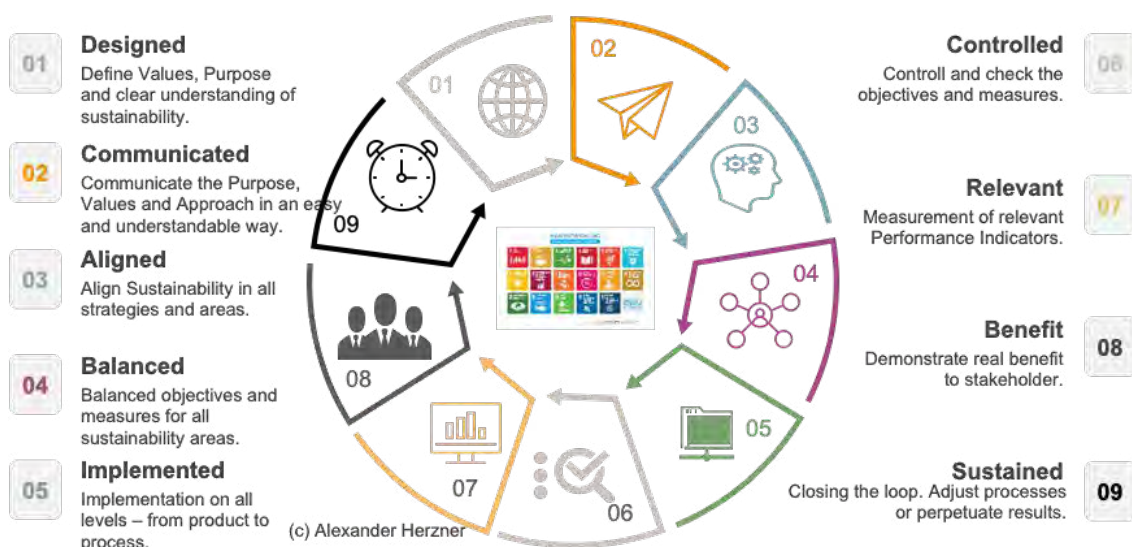 01
Designed
Define Values, Purpose
and clear understanding of
sustainability.
02
Communicated
Communicate the Purpose,
Values and Approach in an easy
and understandable way.
03
Aligned
Align Sustainability in all
strategies and areas.
04
Balanced
Balanced objectives and
measures for all
sustainability areas.
05
Implemented
Implementation on all
levels – from product to
process.
01
02
03
04
05
06
07
08
09
(c) Alexander Herzner
Controlled
06
Controll and check the
objectives and measures.
Relevant
07
Measurement of relevant
Performance Indicators.
Benefit
08
Demonstrate real benefit
to stakeholder.
Sustained
09
Closing the loop. Adjust processes
or perpetuate results.